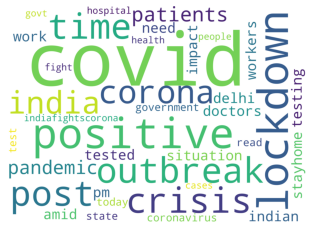 govt hospital patients
work time need impact
health people
covid workers lockdown
fight
india corona delhi testing
government doctors
indiafightscorona
test positive read stayhome
tested situation
pandemic outbreak
post pm today cases crisis
amid state coronavirus indian